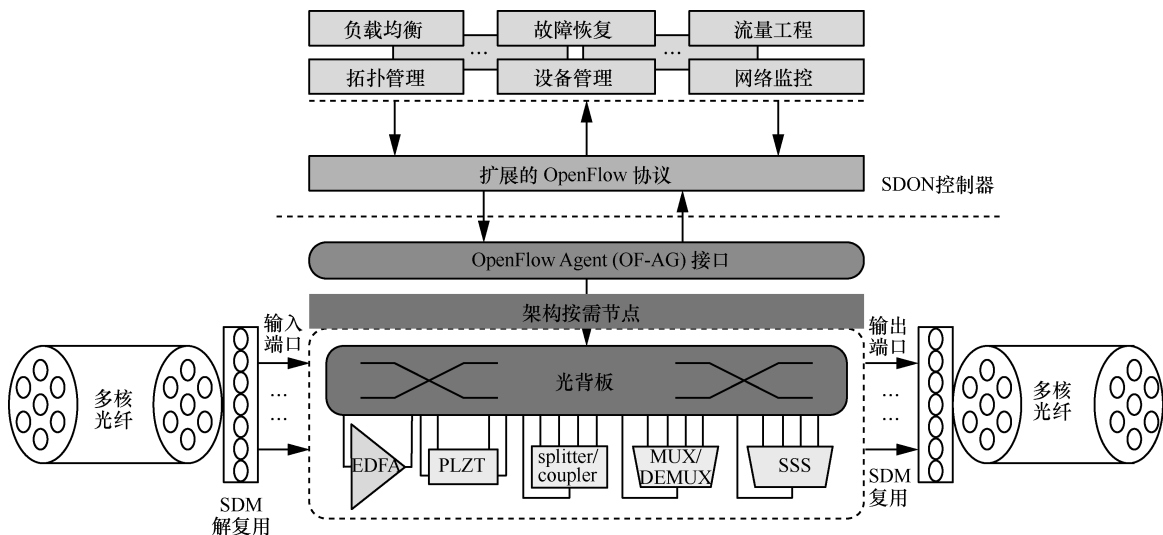 负载均衡
故障恢复
流量工程
...
...
拓扑管理
设备管理
网络监控
扩展的 OpenFlow 协议
SDON控制器
OpenFlow Agent (OF-AG) 接口
架构按需节点
输入
端口
输出
端口
光背板
多核
光纤
...
...
...
...
多核
光纤
EDFA
PLZT
splitter/
coupler
MUX/
DEMUX
SSS
SDM
解复用
SDM
复用